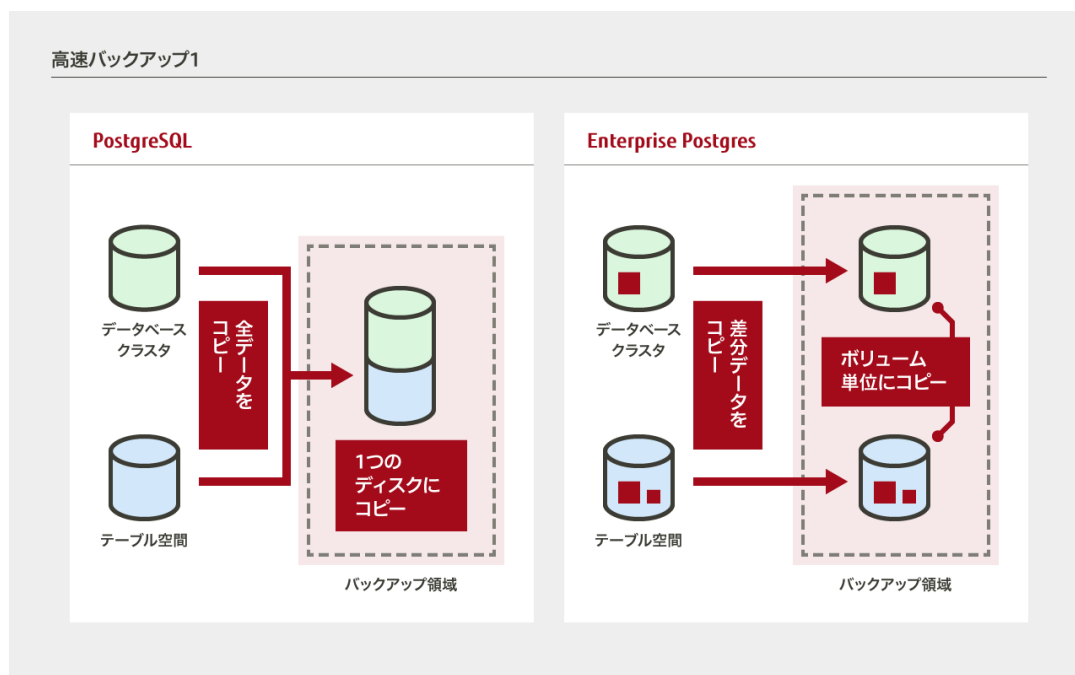 高速バックアップ1
PostgreSQL
データベース
クラスタ
全データを
コピー
テーブル空間
1つの
ディスクに
コピー
バックアップ領域
Enterprise Postgres
データベース
クラスタ
差分データを
コピー
テーブル空間
ボリューム
単位にコピー
バックアップ領域